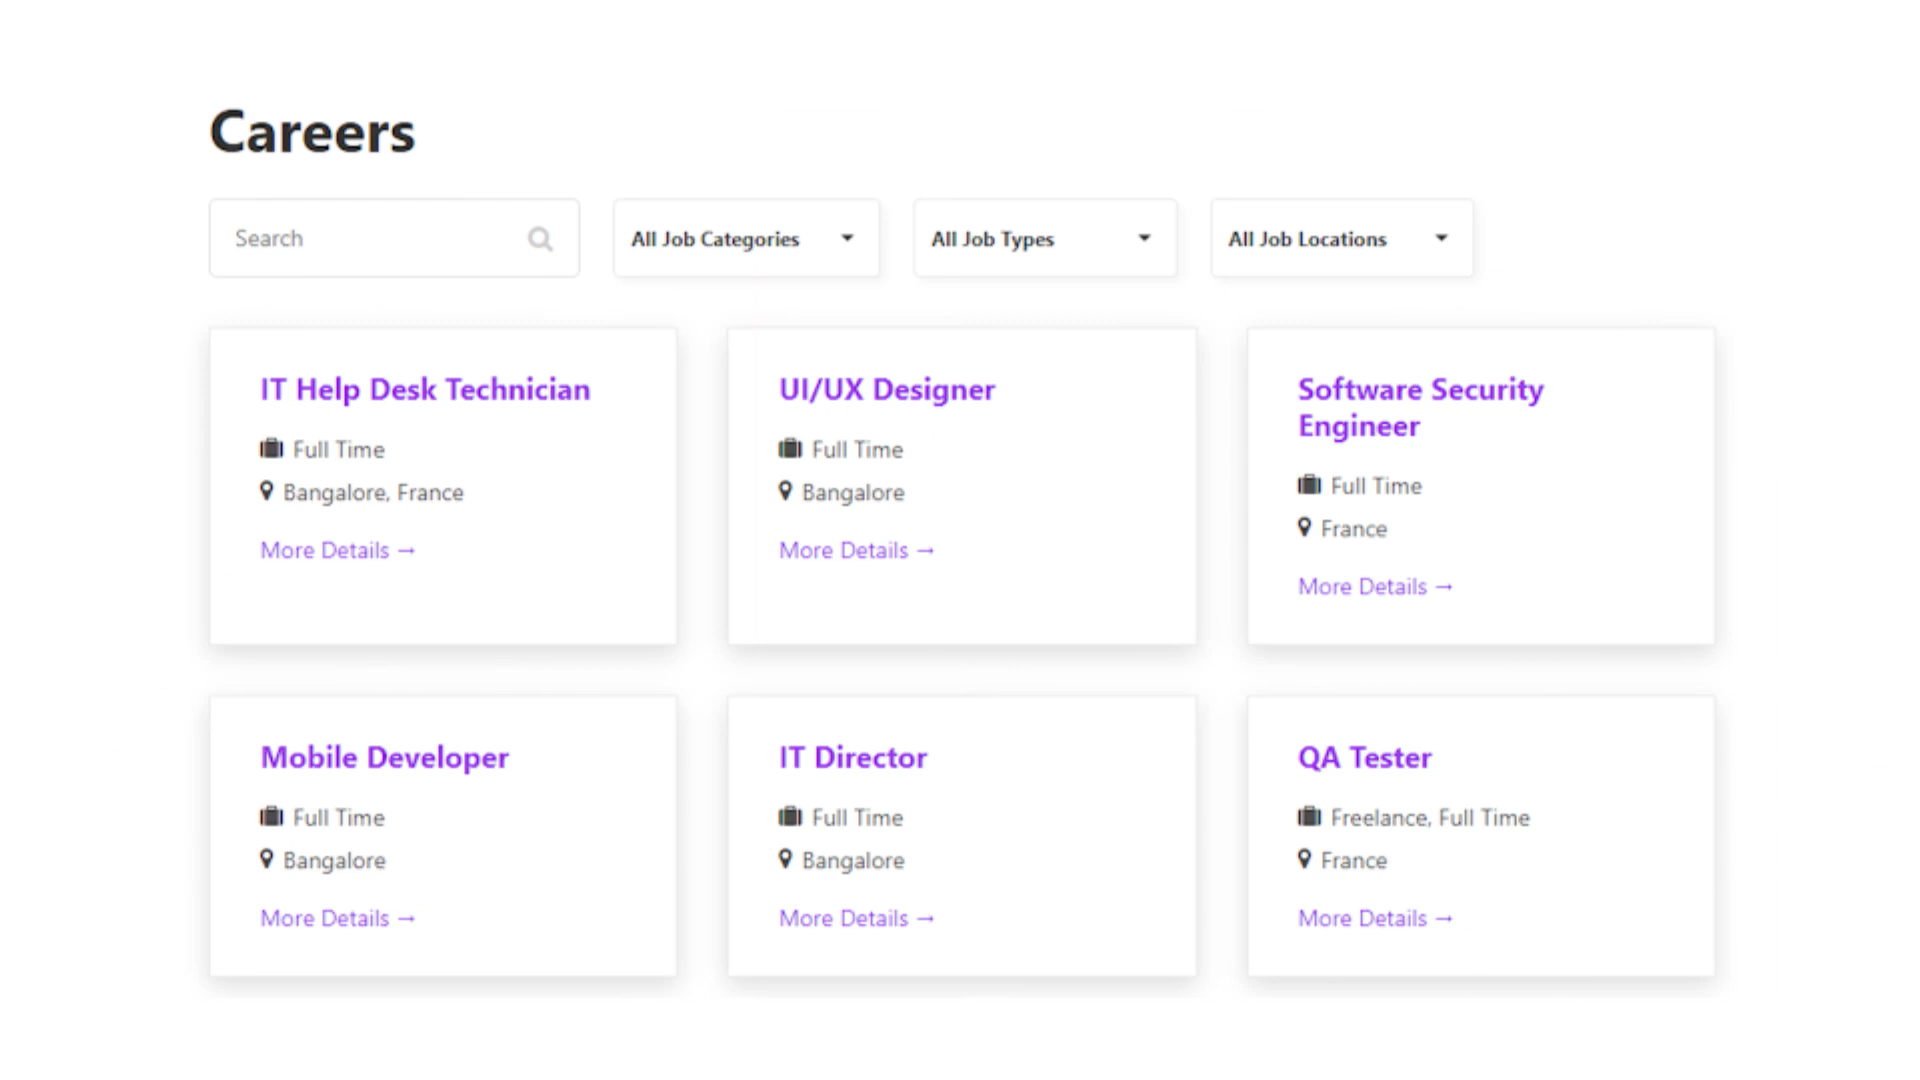 Careers
Search
All Job Categories
All Job Types
All Job Locations
IT Help Desk Technician
Full Time
Bangalore, France
More Details →
UI/UX Designer
Full Time
Bangalore
More Details →
Software Security
Engineer
Full Time
France
More Details →
Mobile Developer
Full Time
Bangalore
More Details →
IT Director
Full Time
Bangalore
More Details →
QA Tester
Freelance, Full Time
France
More Details →